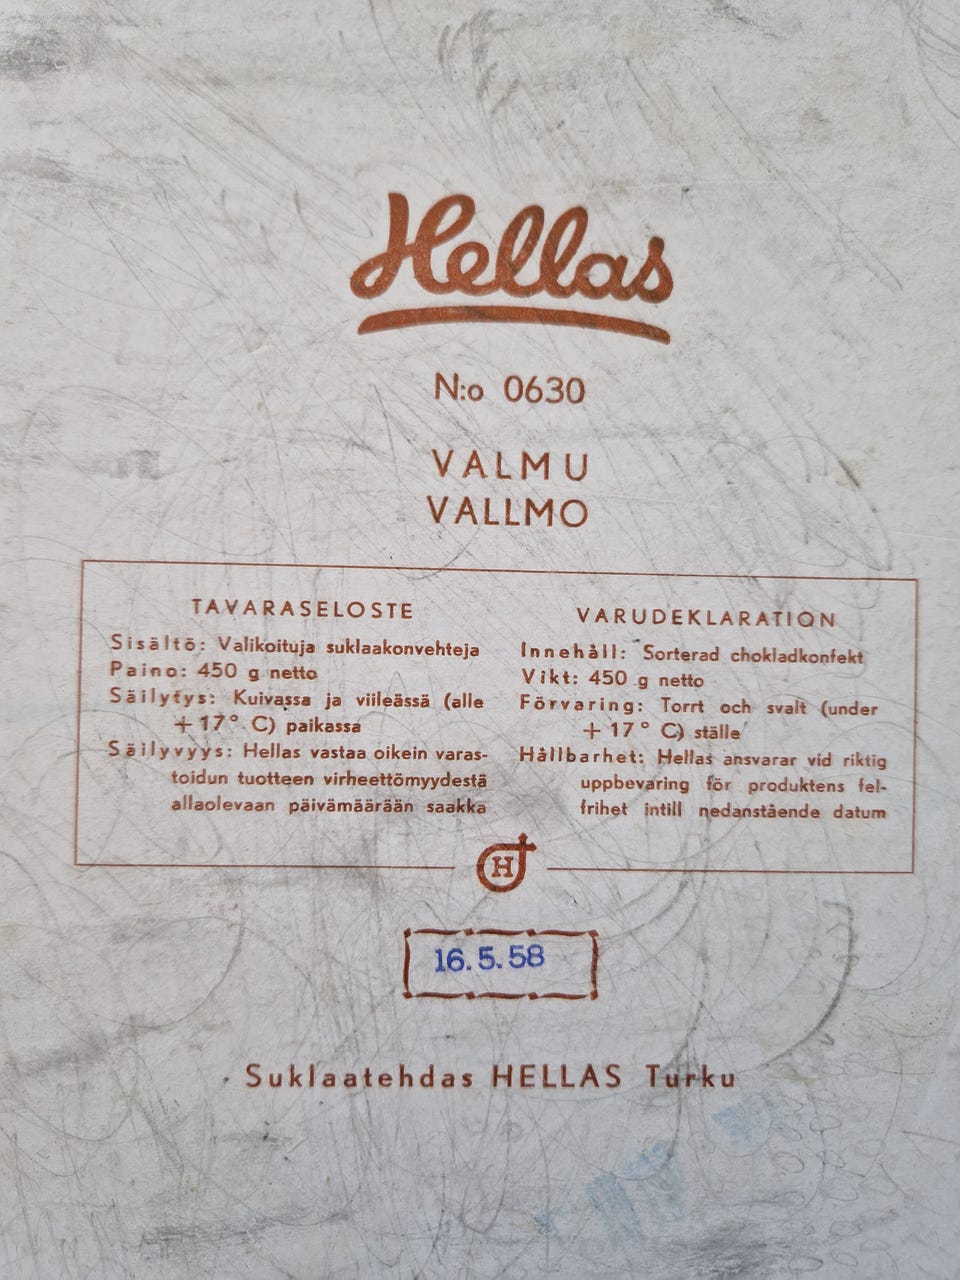 Hellas
N:o 0630
VALMU
VALLMO
TAVARASELOSTE
Sisältö: Valikoituja suklaakonvehteja
Paino: 450 g netto
Säilytys: Kuivassa ja viileässä (alle
+ 17° C) paikassa
Säilyvyys: Hellas vastaa oikein varas-
toidun tuotteen virheettömyydestä
allaolevaan päivämäärään saakka
VARUDEKLARATION
Innehåll: Sorterad chokladkonfekt
Vikt: 450 g netto
Förvaring: Torrt och svalt (under
+ 17° C) ställe
Hållbarhet: Hellas ansvarar vid riktig
uppbevaring för produktens fel-
frihet intill nedanstående datum
H
16.5.58
Suklaatehdas HELLAS Turku